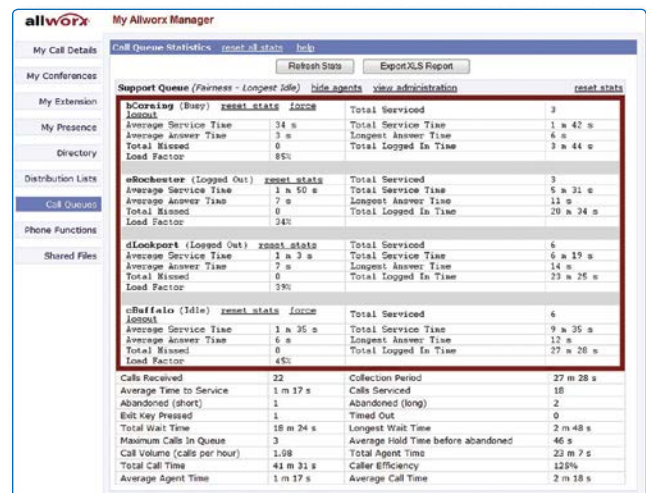 allworx My Allworx Manager
My Call Details
My Conferences
My Extension
My Presence
Directory
Distribution Lists
Call Queues
Phone Functions
Shared Files
Call Queue Statistics reset all stats help
Refresh Stats Export XLS Report
Support Queue (Fairness - Longest Idle) hide agents view administration reset stats
bCorning (Busy) reset stats force logout Total Serviced 3
Average Service Time 34 s Total Service Time 1 m 42 s
Average Answer Time 3 s Longest Answer Time 6 s
Total Missed 0 Total Logged In Time 3 m 44 s
Load Factor 85%
eRochester (Logged Out) reset stats Total Serviced 3
Average Service Time 1 m 50 s Total Service Time 5 m 31 s
Average Answer Time 7 s Longest Answer Time 11 s
Total Missed 0 Total Logged In Time 20 m 34 s
Load Factor 34%
dLockport (Logged Out) reset stats Total Serviced 6
Average Service Time 1 m 3 s Total Service Time 6 m 19 s
Average Answer Time 7 s Longest Answer Time 14 s
Total Missed 0 Total Logged In Time 23 m 25 s
Load Factor 39%
cBuffalo (Idle) reset stats force logout Total Serviced 6
Average Service Time 1 m 35 s Total Service Time 9 m 35 s
Average Answer Time 6 s Longest Answer Time 12 s
Total Missed 0 Total Logged In Time 27 m 28 s
Load Factor 45%
Calls Received 22 Collection Period 27 m 28 s
Average Time to Service 1 m 17 s Calls Serviced 18
Abandoned (short) 1 Abandoned (long) 2
Exit Key Pressed 1 Timed Out 0
Total Wait Time 18 m 24 s Longest Wait Time 2 m 48 s
Maximum Calls In Queue 3 Average Hold Time before abandoned 46 s
Call Volume (calls per hour) 1.98 Total Agent Time 23 m 7 s
Total Call Time 41 m 31 s Caller Efficiency 125%
Average Agent Time 1 m 17 s Average Call Time 2 m 18 s